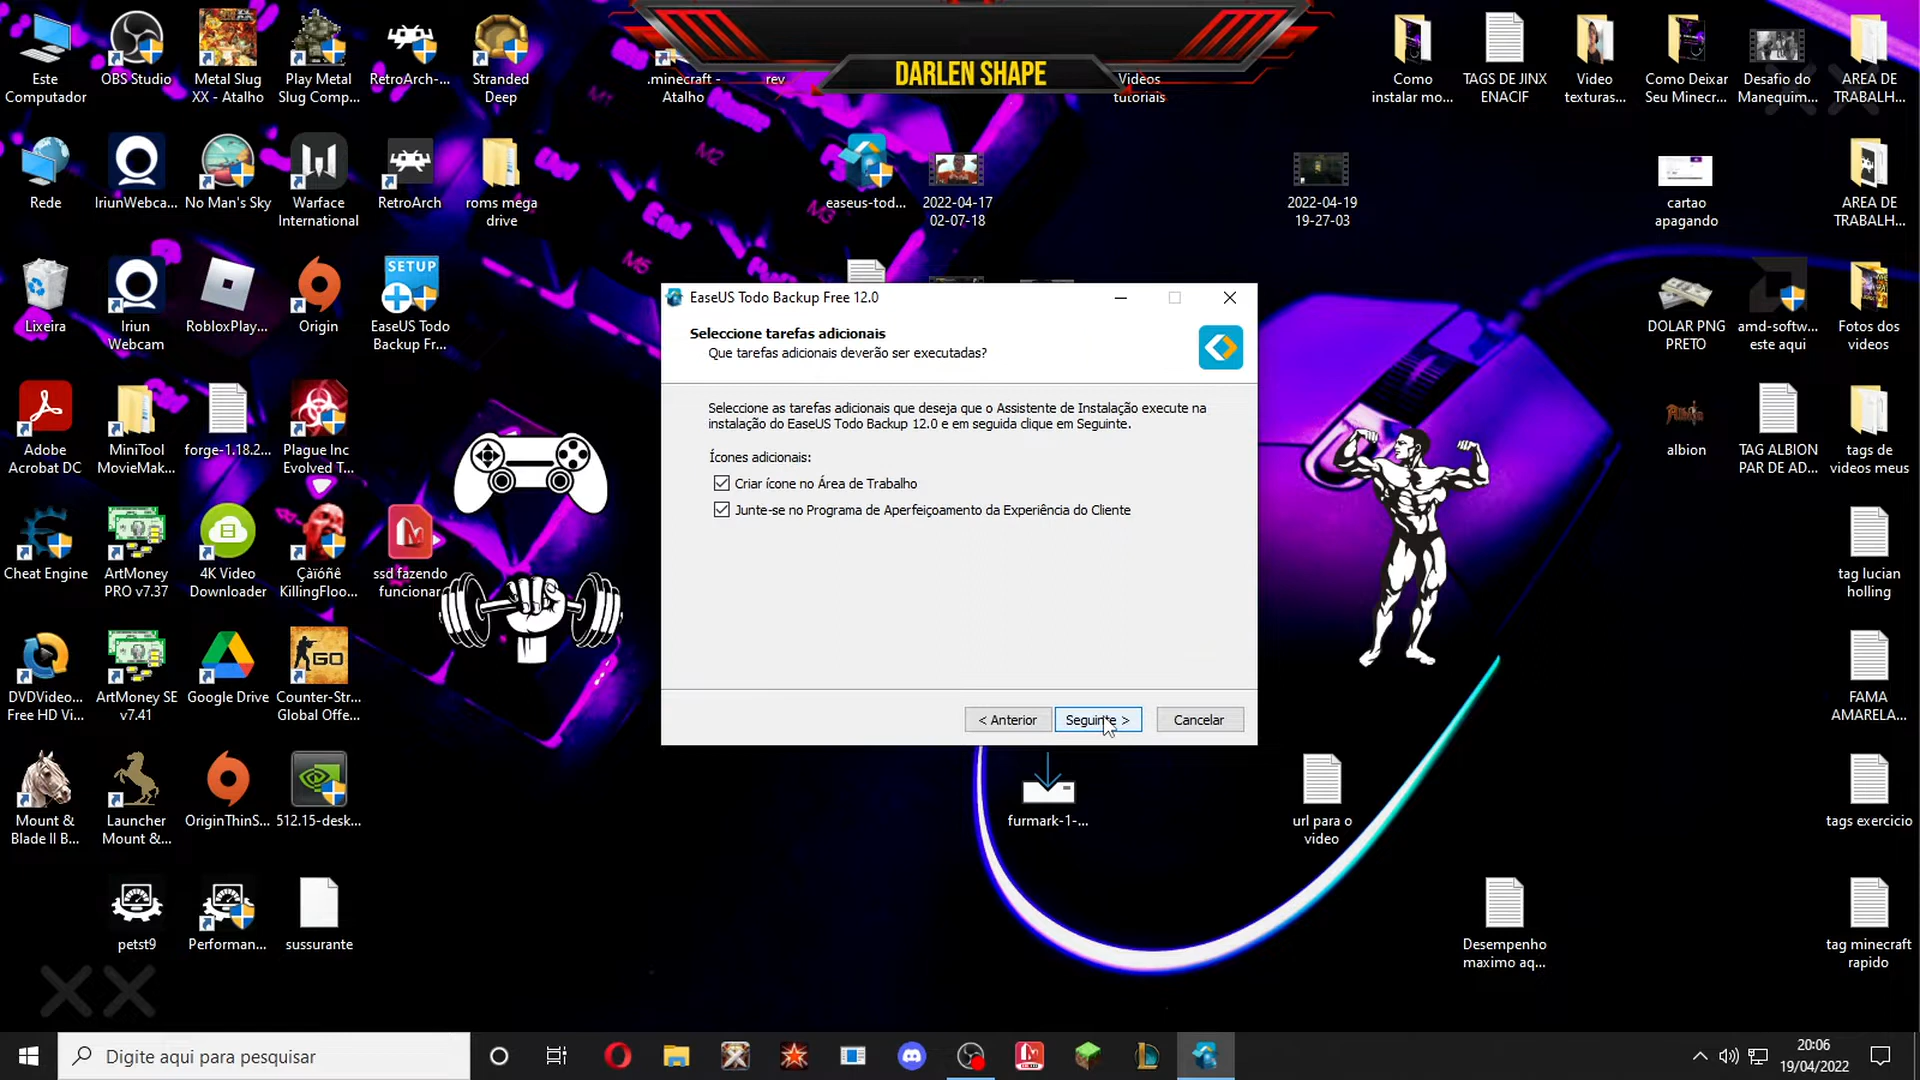 DARLEN SHAPE
Este
Computador
OBS Studio
Metal Slug
XX - Atalho
Play Metal
Slug Comp...
RetroArch-...
Stranded
Deep
.minecraft -
Atalho
rev
Videos
tutoriais
Como
instalar mo...
TAGS DE JINX
ENACIF
Video
texturas...
Como Deixar
Seu Minecr...
Desafio do
Manequim...
AREA DE
TRABALH...
M1
M2
M3
M5
Rede
IriunWebca...
No Man's Sky
Warface
International
RetroArch
roms mega
drive
easeus-tod...
2022-04-17
02-07-18
2022-04-19
19-27-03
cartao
apagando
AREA DE
TRABALH...
Lixeira
Iriun
Webcam
RobloxPlay...
Origin
SETUP
EaseUS Todo
Backup Fr...
DOLAR PNG
PRETO
amd-softw...
este aqui
Fotos dos
videos
EaseUS Todo Backup Free 12.0
Seleccione tarefas adicionais
Que tarefas adicionais deverão ser executadas?
Seleccione as tarefas adicionais que deseja que o Assistente de Instalação execute na
instalação do EaseUS Todo Backup 12.0 e em seguida clique em Seguinte.
Ícones adicionais:
Criar ícone no Área de Trabalho
Junte-se no Programa de Aperfeiçoamento da Experiência do Cliente
< Anterior
Seguinte >
Cancelar
Adobe
Acrobat DC
MiniTool
MovieMak...
forge-1.18.2...
Plague Inc
Evolved T...
albion
TAG ALBION
PAR DE AD...
tags de
videos meus
Cheat Engine
ArtMoney
PRO v7.37
4K Video
Downloader
Çàïóñê
KillingFloo...
ssd fazendo
funcionar
tag lucian
holling
DVDVideo...
Free HD Vi...
ArtMoney SE
v7.41
Google Drive
GO
Counter-Str...
Global Offe...
FAMA
AMARELA...
Mount &
Blade II B...
Launcher
Mount &...
OriginThinS...
512.15-desk...
furmark-1-...
url para o
video
tags exercicio
petst9
Performan...
sussurante
Desempenho
maximo aq...
tag minecraft
rapido
Digite aqui para pesquisar
20:06
19/04/2022